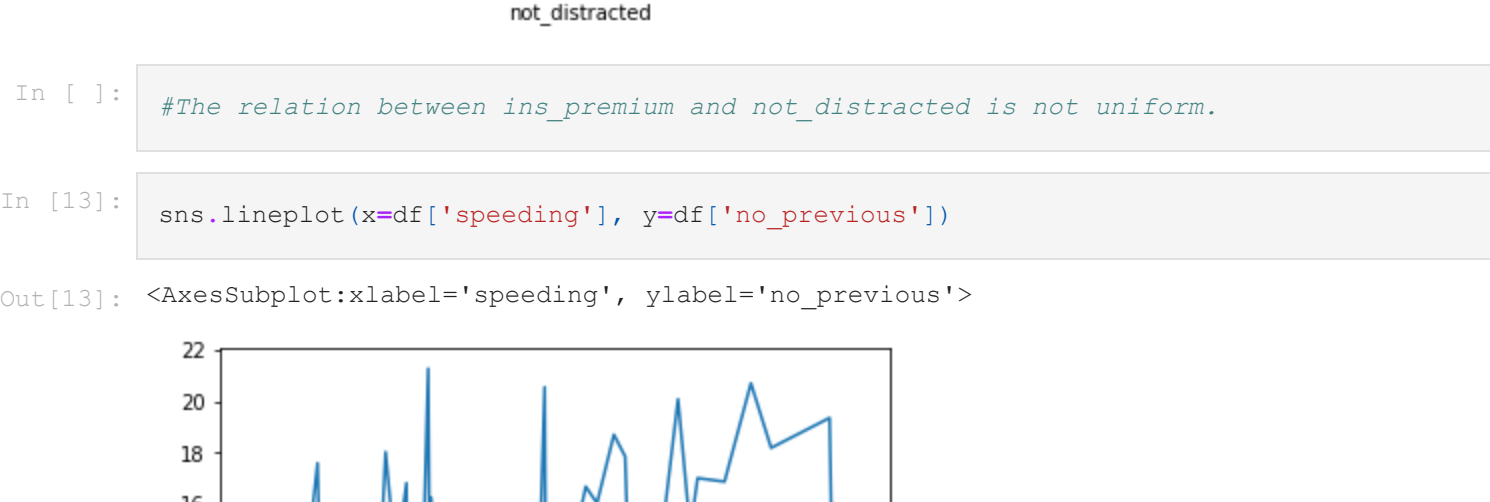 not_distracted
In [ ]:
#The relation between ins_premium and not_distracted is not uniform.
In [13]:
sns.lineplot(x=df['speeding'], y=df['no_previous'])
Out[13]: <AxesSubplot:xlabel='speeding', ylabel='no_previous'>
22
20
18
16